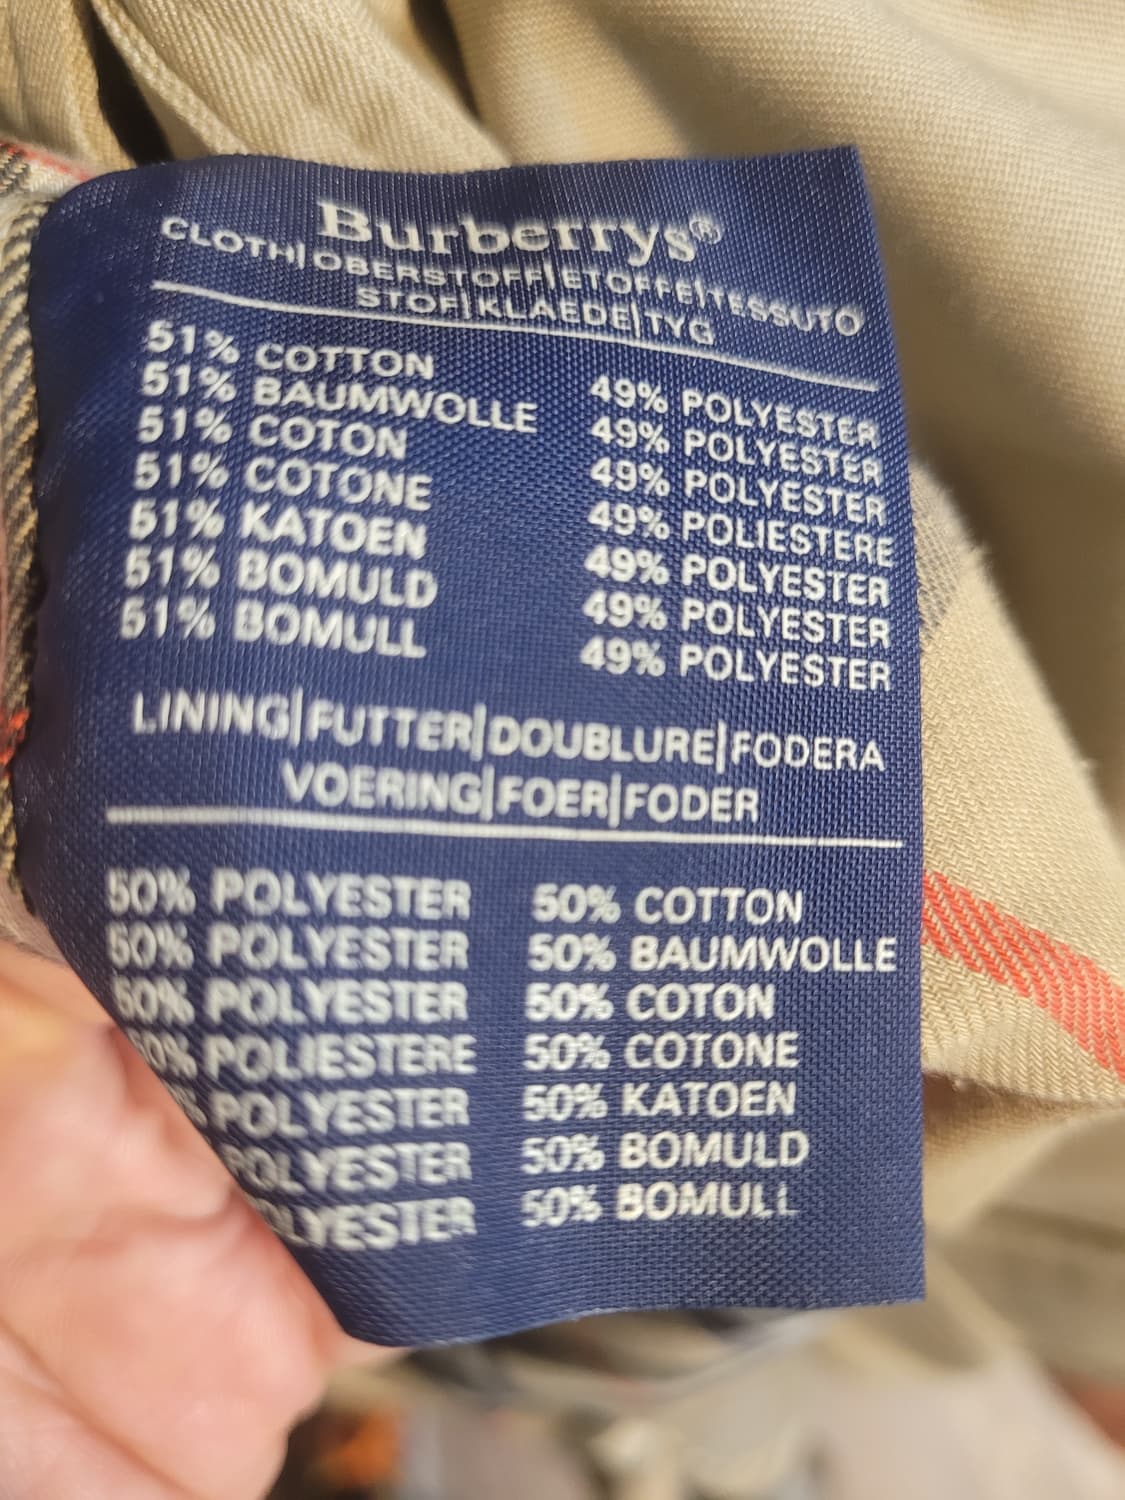 Burberrys®
CLOTH|OBERSTOFF|ETOFFE|TESSUTO
STOF|KLAEDE|TYG
51% COTTON 49% POLYESTER
51% BAUMWOLLE 49% POLYESTER
51% COTON 49% POLYESTER
51% COTONE 49% POLIESTERE
51% KATOEN 49% POLYESTER
51% BOMULD 49% POLYESTER
51% BOMULL 49% POLYESTER
LINING|FUTTER|DOUBLURE|FODERA
VOERING|FOER|FODER
50% POLYESTER 50% COTTON
50% POLYESTER 50% BAUMWOLLE
50% POLYESTER 50% COTON
0% POLIESTERE 50% COTONE
% POLYESTER 50% KATOEN
POLYESTER 50% BOMULD
LYESTER 50% BOMULL